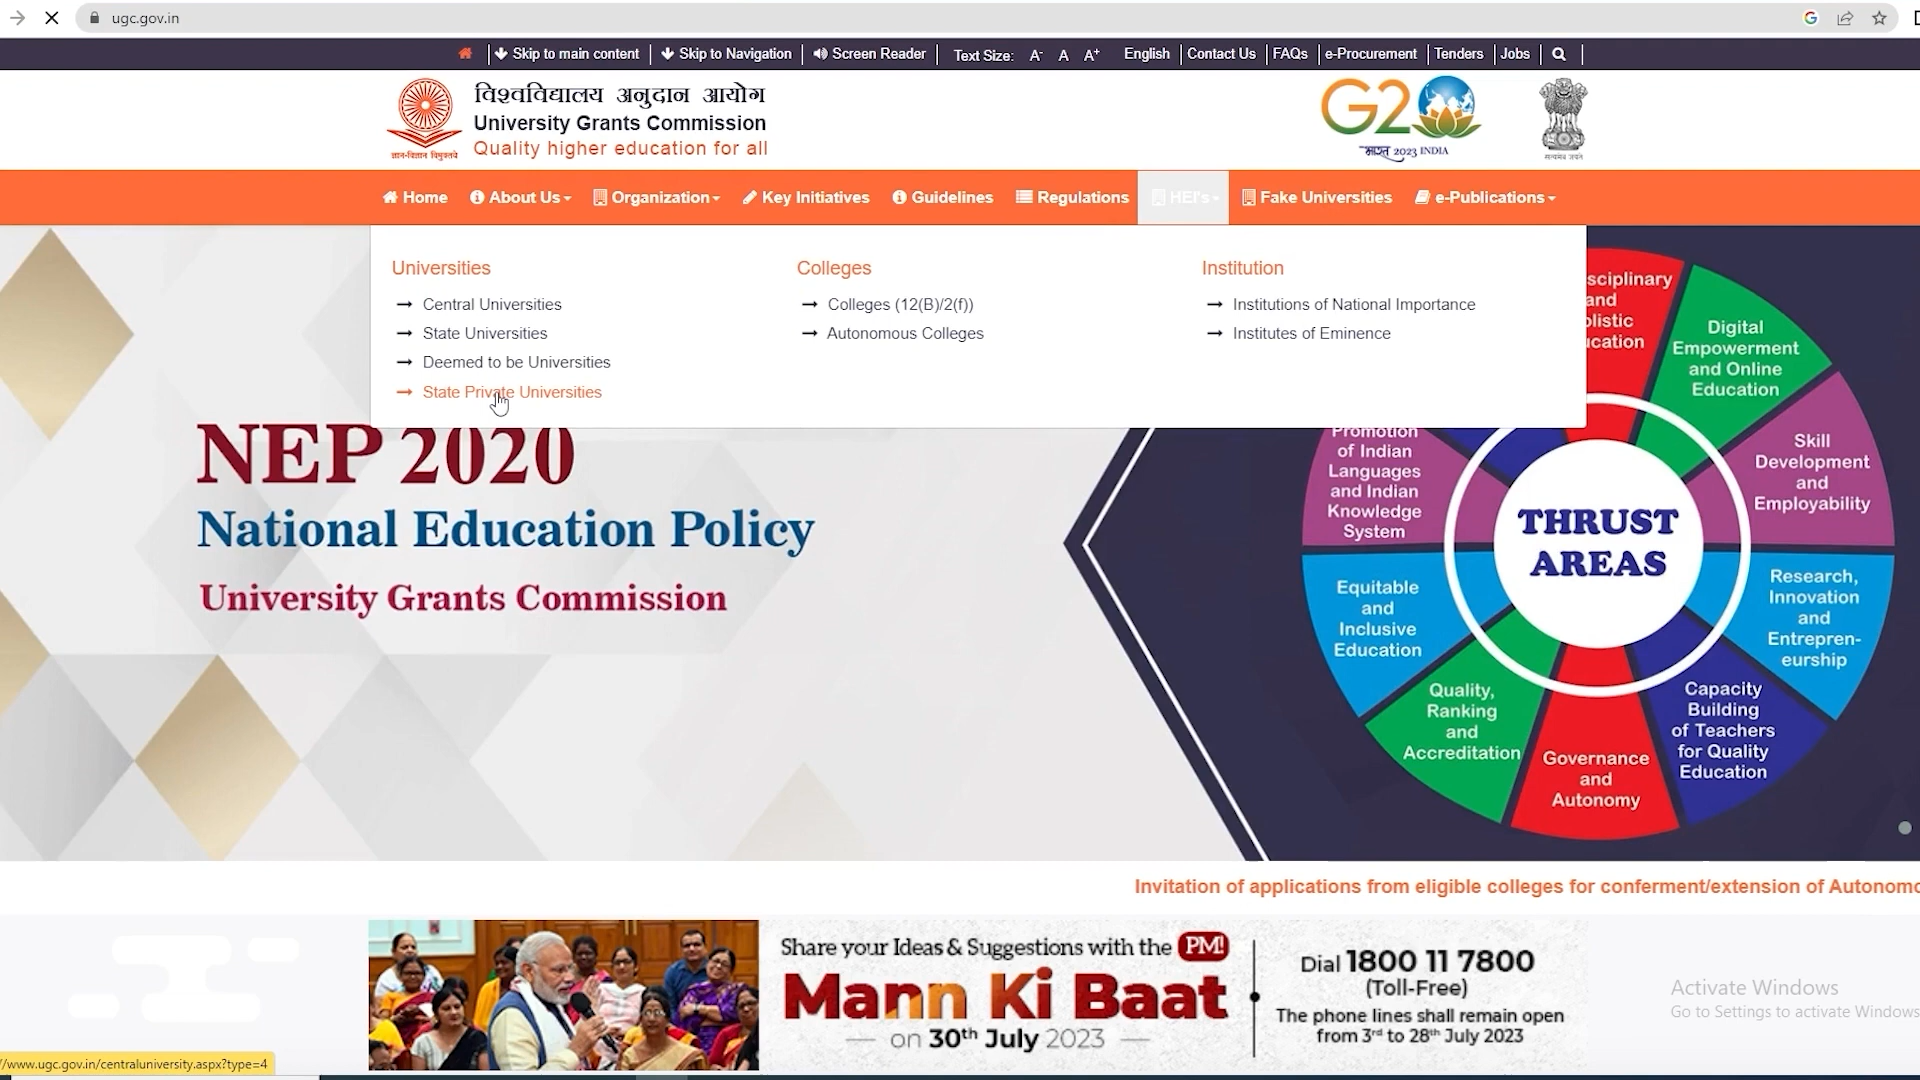 ugc.gov.in
Skip to main content
Skip to Navigation
Screen Reader
Text Size: A- A A+
English
Contact Us
FAQs
e-Procurement
Tenders
Jobs
विश्वविद्यालय अनुदान आयोग
University Grants Commission
Quality higher education for all
ज्ञान-विज्ञान विमुक्तये
G20
भारत 2023 INDIA
सत्यमेव जयते
Home
About Us
Organization
Key Initiatives
Guidelines
Regulations
HEI's
Fake Universities
e-Publications
Universities
Central Universities
State Universities
Deemed to be Universities
State Private Universities
Colleges
Colleges (12(B)/2(f))
Autonomous Colleges
Institution
Institutions of National Importance
Institutes of Eminence
NEP 2020
National Education Policy
University Grants Commission
sciplinary
and
listic
ucation
Digital
Empowerment
and Online
Education
Skill
Development
and
Employability
Research,
Innovation
and
Entrepren-
eurship
Capacity
Building
of Teachers
for Quality
Education
Governance
and
Autonomy
Quality,
Ranking
and
Accreditation
Equitable
and
Inclusive
Education
Promotion
of Indian
Languages
and Indian
Knowledge
System
THRUST
AREAS
Invitation of applications from eligible colleges for conferment/extension of Autonomo
Share your Ideas & Suggestions with the PM!
Mann Ki Baat
on 30th July 2023
Dial 1800 11 7800
(Toll-Free)
The phone lines shall remain open
from 3rd to 28th July 2023
Activate Windows
Go to Settings to activate Windows
//www.ugc.gov.in/centraluniversity.aspx?type=4